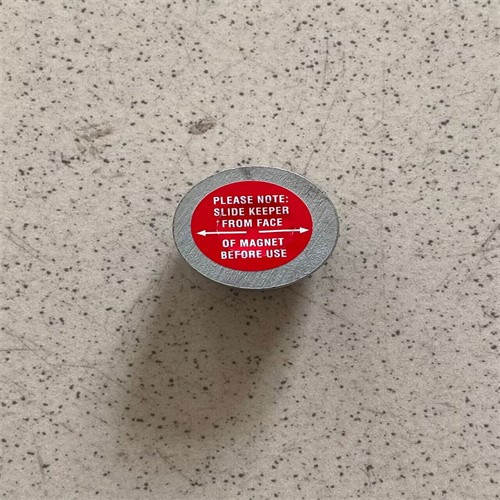 PLEASE NOTE:
SLIDE KEEPER
FROM FACE
OF MAGNET
BEFORE USE